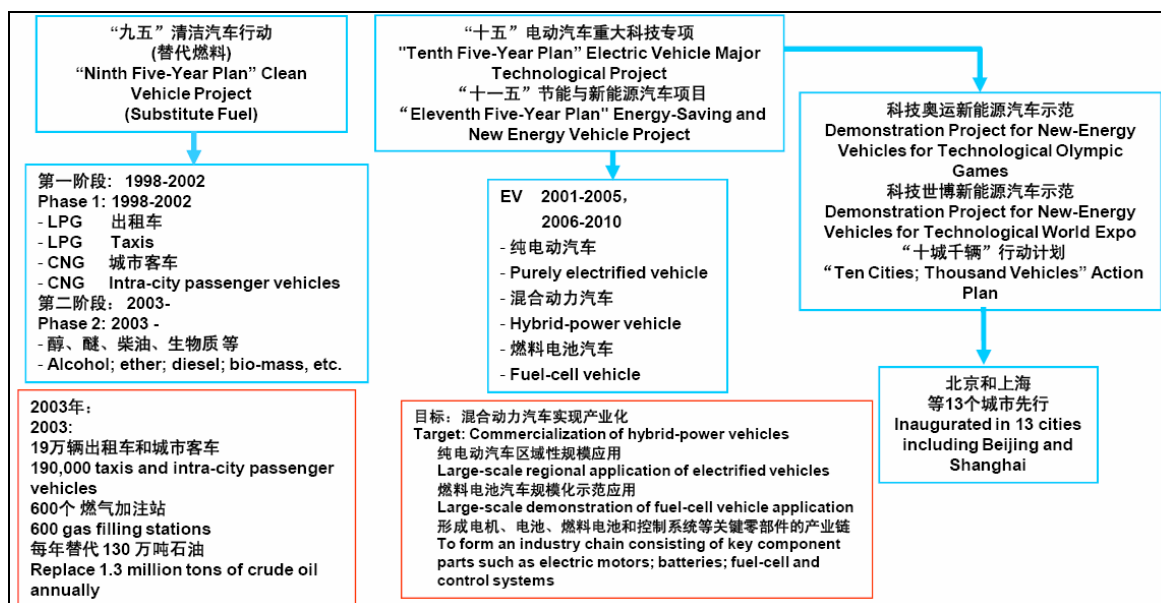 “九五”清洁汽车行动
(替代燃料)
“Ninth Five-Year Plan” Clean
Vehicle Project
(Substitute Fuel)
第一阶段: 1998-2002
Phase 1: 1998-2002
- LPG 出租车
- LPG Taxis
- CNG 城市客车
- CNG Intra-city passenger vehicles
第二阶段：2003-
Phase 2: 2003 -
- 醇、醚、柴油、生物质 等
- Alcohol; ether; diesel; bio-mass, etc.
2003年：
2003:
19万辆出租车和城市客车
190,000 taxis and intra-city passenger
vehicles
600个 燃气加注站
600 gas filling stations
每年替代 130 万吨石油
Replace 1.3 million tons of crude oil
annually
“十五”电动汽车重大科技专项
"Tenth Five-Year Plan” Electric Vehicle Major
Technological Project
“十一五”节能与新能源汽车项目
“Eleventh Five-Year Plan" Energy-Saving and
New Energy Vehicle Project
EV 2001-2005，
2006-2010
- 纯电动汽车
- Purely electrified vehicle
- 混合动力汽车
- Hybrid-power vehicle
- 燃料电池汽车
- Fuel-cell vehicle
目标：混合动力汽车实现产业化
Target: Commercialization of hybrid-power vehicles
纯电动汽车区域性规模应用
Large-scale regional application of electrified vehicles
燃料电池汽车规模化示范应用
Large-scale demonstration of fuel-cell vehicle application
形成电机、电池、燃料电池和控制系统等关键零部件的产业链
To form an industry chain consisting of key component
parts such as electric motors; batteries; fuel-cell and
control systems
科技奥运新能源汽车示范
Demonstration Project for New-Energy
Vehicles for Technological Olympic
Games
科技世博新能源汽车示范
Demonstration Project for New-Energy
Vehicles for Technological World Expo
“十城千辆”行动计划
“Ten Cities; Thousand Vehicles” Action
Plan
北京和上海
等13个城市先行
Inaugurated in 13 cities
including Beijing and
Shanghai